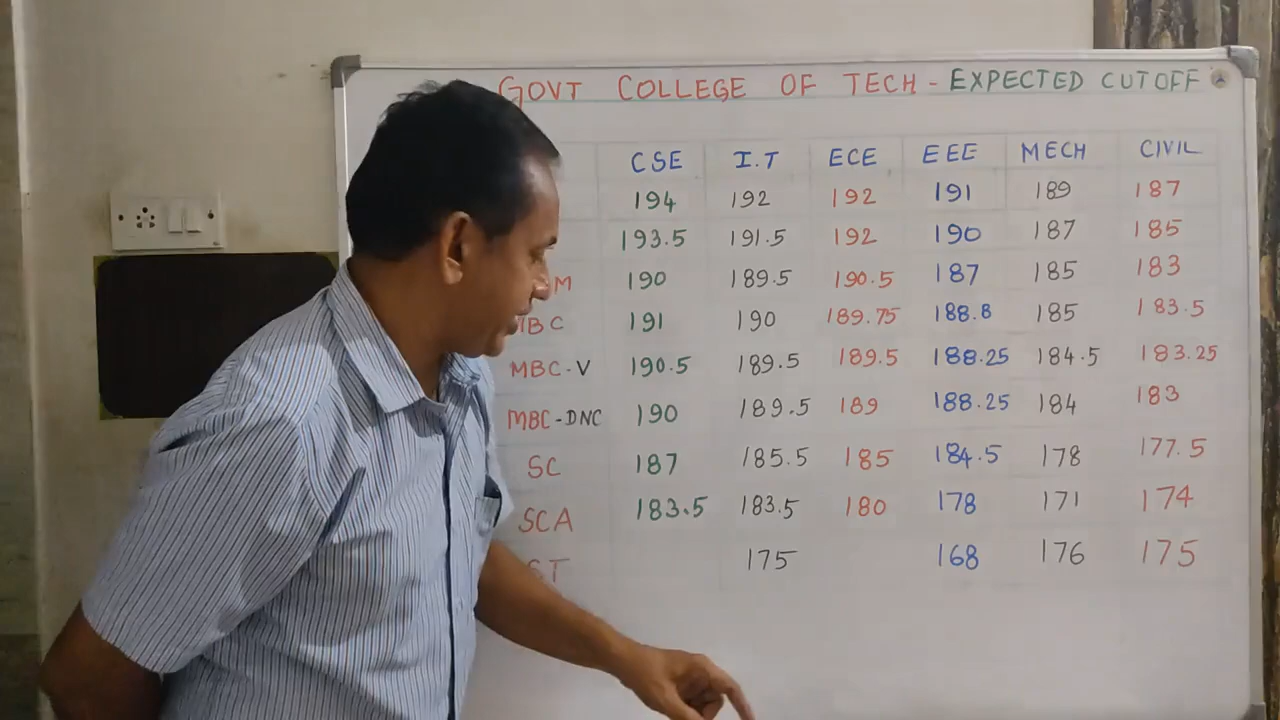 GOVT COLLEGE OF TECH - EXPECTED CUTOFF
CSE I.T ECE EEE MECH CIVIL
194 192 192 191 189 187
193.5 191.5 192 190 187 185
M 190 189.5 190.5 187 185 183
BC 191 190 189.75 188.8 185 183.5
MBC-V 190.5 189.5 189.5 188.25 184.5 183.25
MBC-DNC 190 189.5 189 188.25 184 183
SC 187 185.5 185 184.5 178 177.5
SCA 183.5 183.5 180 178 171 174
ST 175 168 176 175